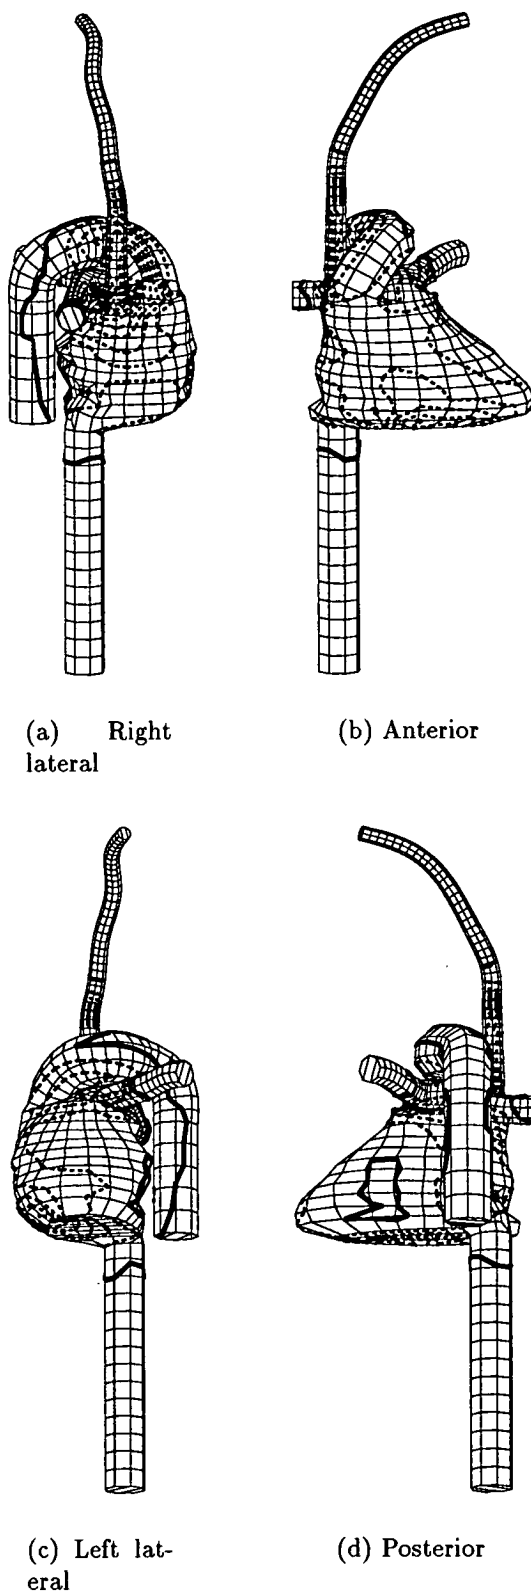 (a) Right
lateral
(b) Anterior
(c) Left lat-
eral
(d) Posterior